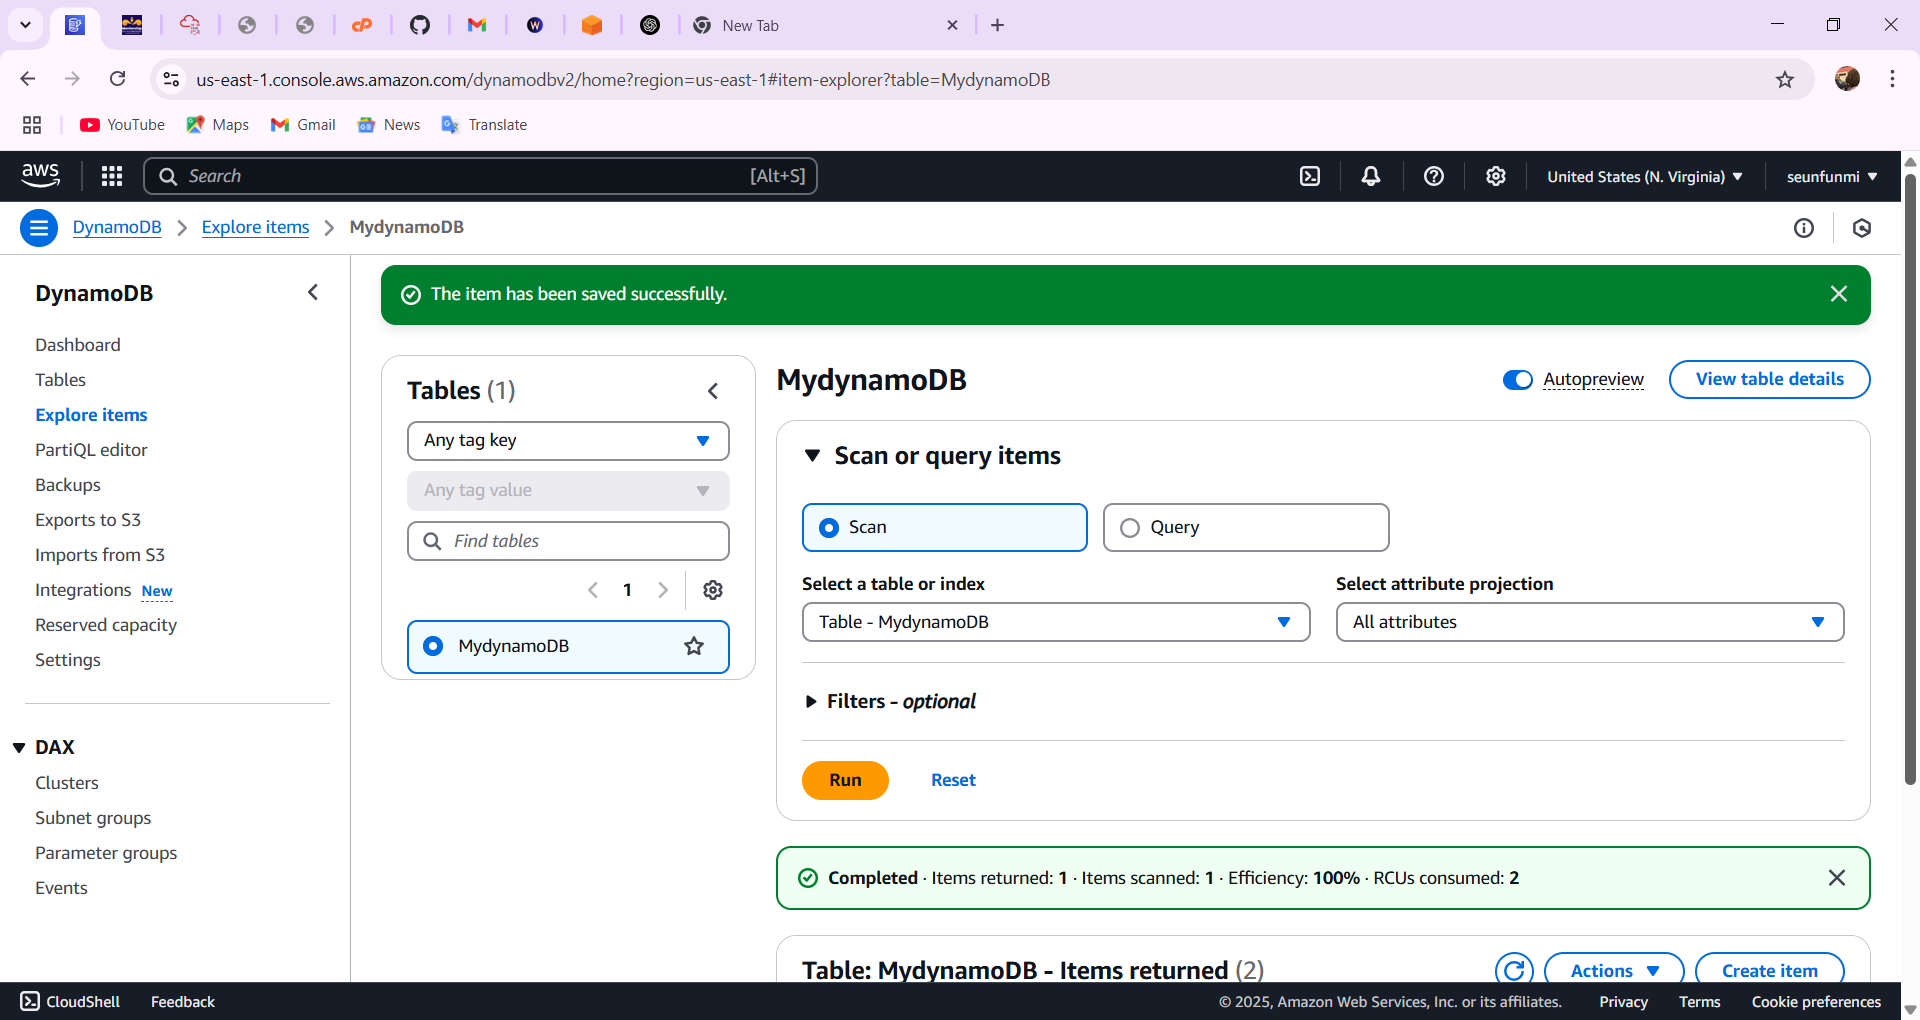 New Tab
us-east-1.console.aws.amazon.com/dynamodbv2/home?region=us-east-1#item-explorer?table=MydynamoDB
YouTube
Maps
Gmail
News
Translate
aws
Search
[Alt+S]
United States (N. Virginia)
seunfunmi
DynamoDB
Explore items
MydynamoDB
DynamoDB
Dashboard
Tables
Explore items
PartiQL editor
Backups
Exports to S3
Imports from S3
Integrations New
Reserved capacity
Settings
DAX
Clusters
Subnet groups
Parameter groups
Events
The item has been saved successfully.
Tables (1)
Any tag key
Any tag value
Find tables
1
MydynamoDB
MydynamoDB
Autopreview
View table details
Scan or query items
Scan
Query
Select a table or index
Table - MydynamoDB
Select attribute projection
All attributes
Filters - optional
Run
Reset
Completed · Items returned: 1 · Items scanned: 1 · Efficiency: 100% · RCUs consumed: 2
Table: MydynamoDB - Items returned (2)
Actions
Create item
CloudShell
Feedback
© 2025, Amazon Web Services, Inc. or its affiliates.
Privacy
Terms
Cookie preferences